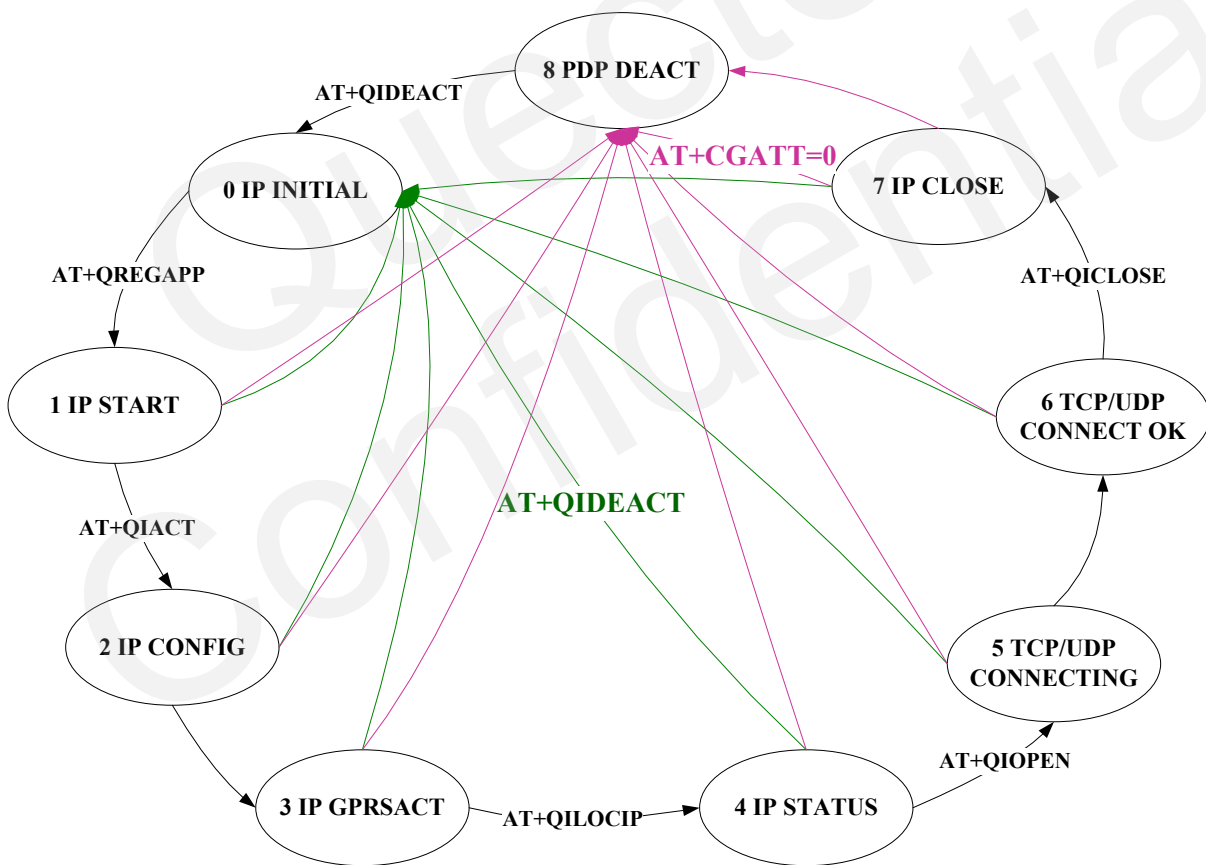 Quecte
Confidentia
8 PDP DEACT
AT+QIDEACT
AT+CGATT=0
0 IP INITIAL
7 IP CLOSE
AT+QREGAPP
AT+QICLOSE
1 IP START
6 TCP/UDP
CONNECT OK
AT+QIDEACT
AT+QIACT
2 IP CONFIG
5 TCP/UDP
CONNECTING
AT+QIOPEN
3 IP GPRSACT
AT+QILOCIP
4 IP STATUS